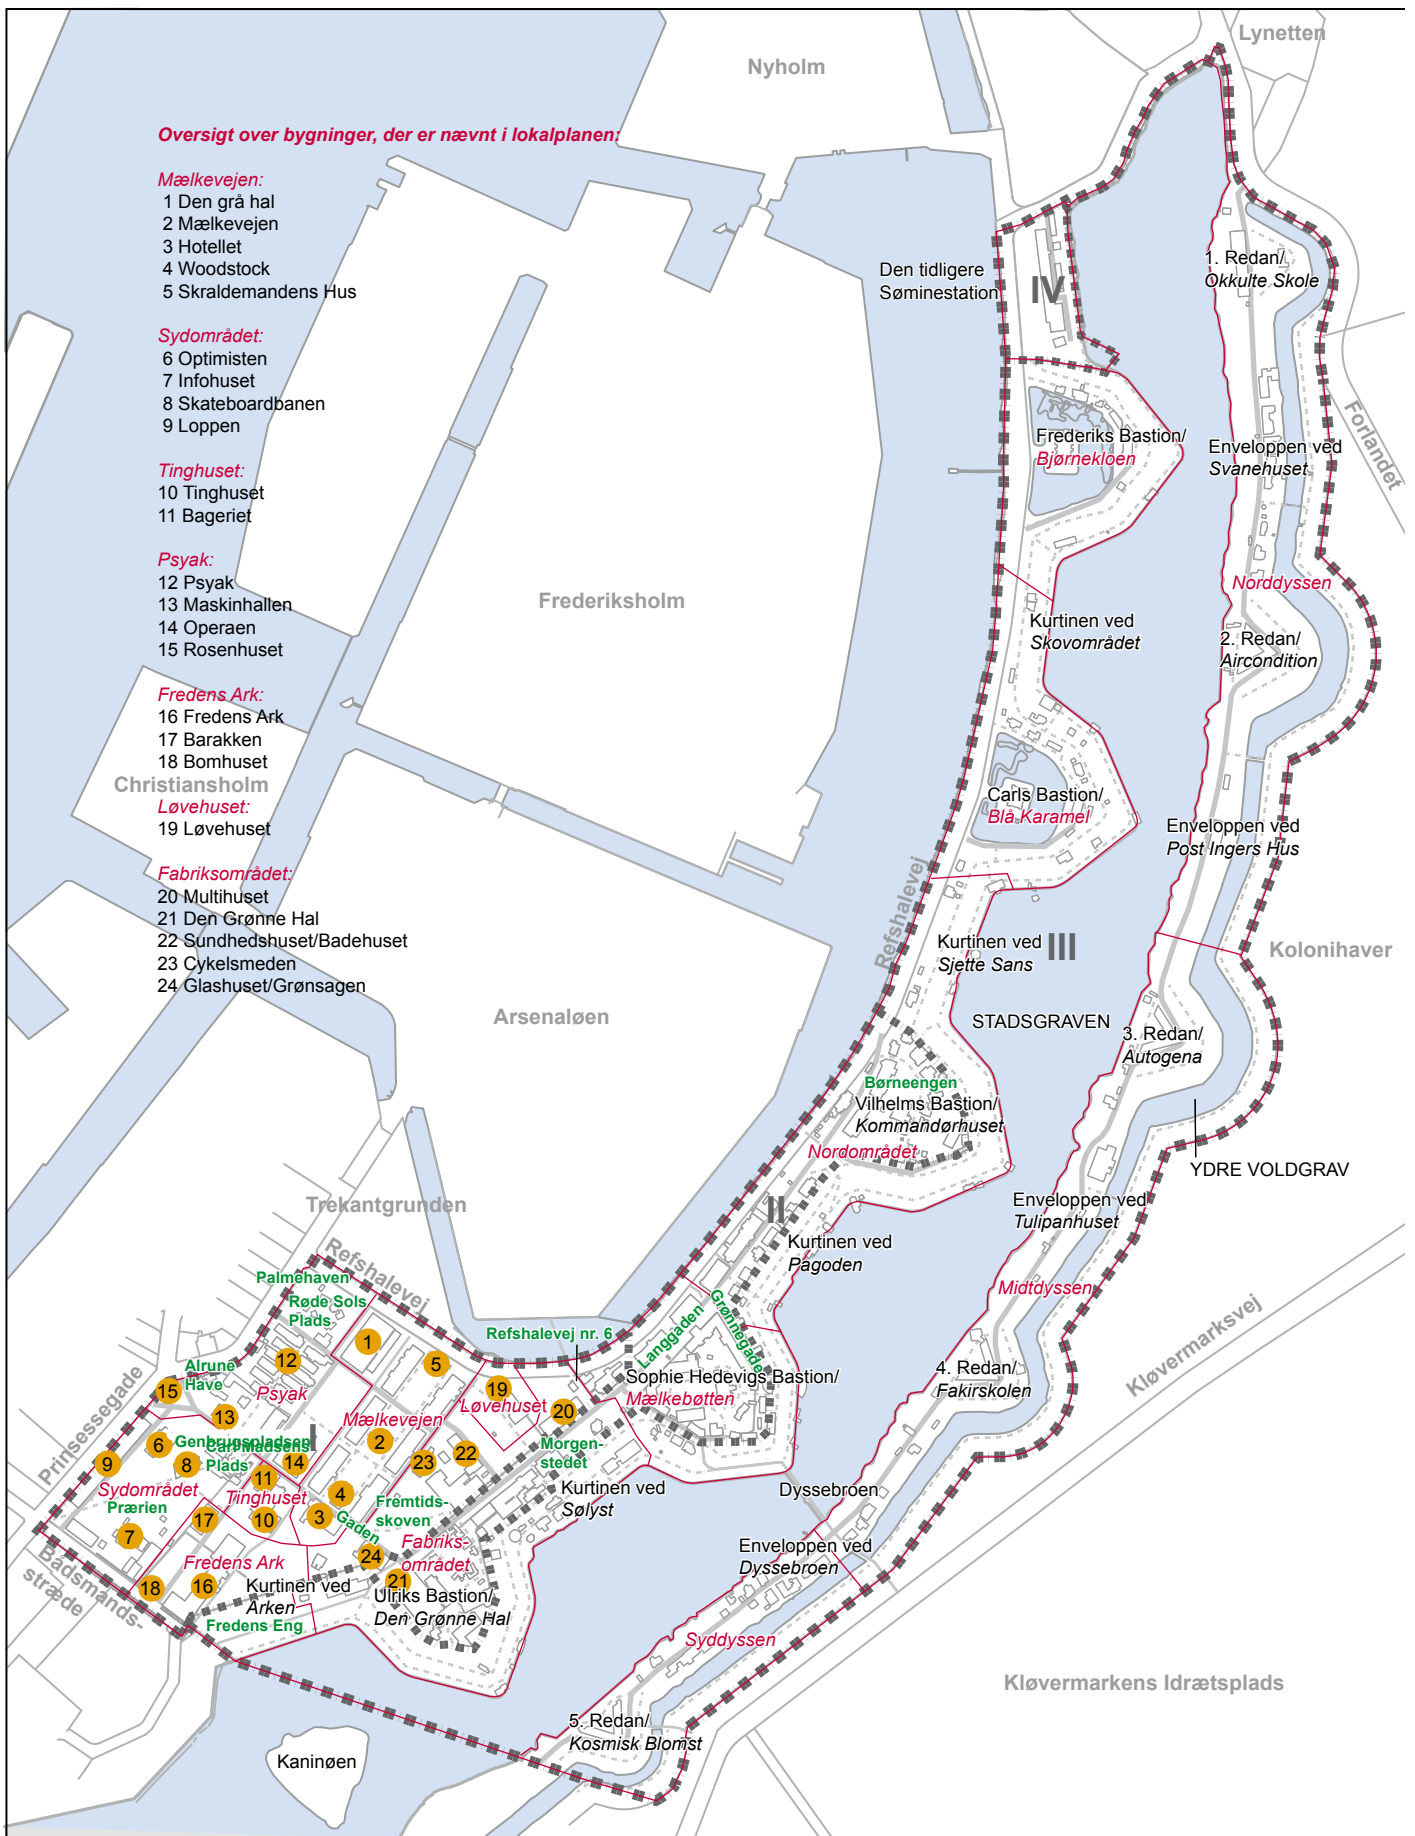 Lynetten
Nyholm
Oversigt over bygninger, der er nævnt i lokalplanen:
Mælkevejen:
1 Den grå hal
2 Mælkevejen
3 Hotellet
4 Woodstock
5 Skraldemandens Hus
Sydområdet:
6 Optimisten
7 Infohuset
8 Skateboardbanen
9 Loppen
Tinghuset:
10 Tinghuset
11 Bageriet
Psyak:
12 Psyak
13 Maskinhallen
14 Operaen
15 Rosenhuset
Fredens Ark:
16 Fredens Ark
17 Barakken
18 Bomhuset
Christiansholm
Løvehuset:
19 Løvehuset
Fabriksområdet:
20 Multihuset
21 Den Grønne Hal
22 Sundhedshuset/Badehuset
23 Cykelsmeden
24 Glashuset/Grønsagen
Den tidligere
Søminestation
IV
1. Redan/
Okkulte Skole
Forlandet
Frederiks Bastion/
Bjørnekloen
Enveloppen ved
Svanehuset
Frederiksholm
Norddyssen
Kurtinen ved
Skovområdet
2. Redan/
Aircondition
Carls Bastion/
Blå Karamel
Enveloppen ved
Post Ingers Hus
Refshalevej
Kurtinen ved
Sjette Sans
III
Kolonihaver
Arsenaløen
STADSGRAVEN
3. Redan/
Autogena
Børneengen
Vilhelms Bastion/
Kommandørhuset
Nordområdet
YDRE VOLDGRAV
Trekantgrunden
II
Enveloppen ved
Tulipanhuset
Kurtinen ved
Pagoden
Refshalevej
Palmehaven
Røde Sols
Plads
Midtdyssen
Kløvermarksvej
Grønnegade
Langgaden
Refshalevej nr. 6
1
5
12
Alrune
Have
15
Psyak
13
19
Løvehuset
20
Sophie Hedevigs Bastion/
Mælkebøtten
4. Redan/
Fakirskolen
Prinsessegade
Mælkevejen
I
6
Genbrugspladsen
Carl Madsens
Plads
2
9
8
14
11
23
22
Morgen-
stedet
Dyssebroen
Kurtinen ved
Sølyst
Sydområdet
Prærien
Tinghuset
4
3
10
17
7
Gaden
Fremtids-
skoven
Fabriks-
området
24
21
Enveloppen ved
Dyssebroen
Fredens Ark
18
16
Kurtinen ved
Arken
Ulriks Bastion/
Den Grønne Hal
Bådsmands-
stræde
Fredens Eng
Syddyssen
Kløvermarkens Idrætsplads
5. Redan/
Kosmisk Blomst
Kaninøen